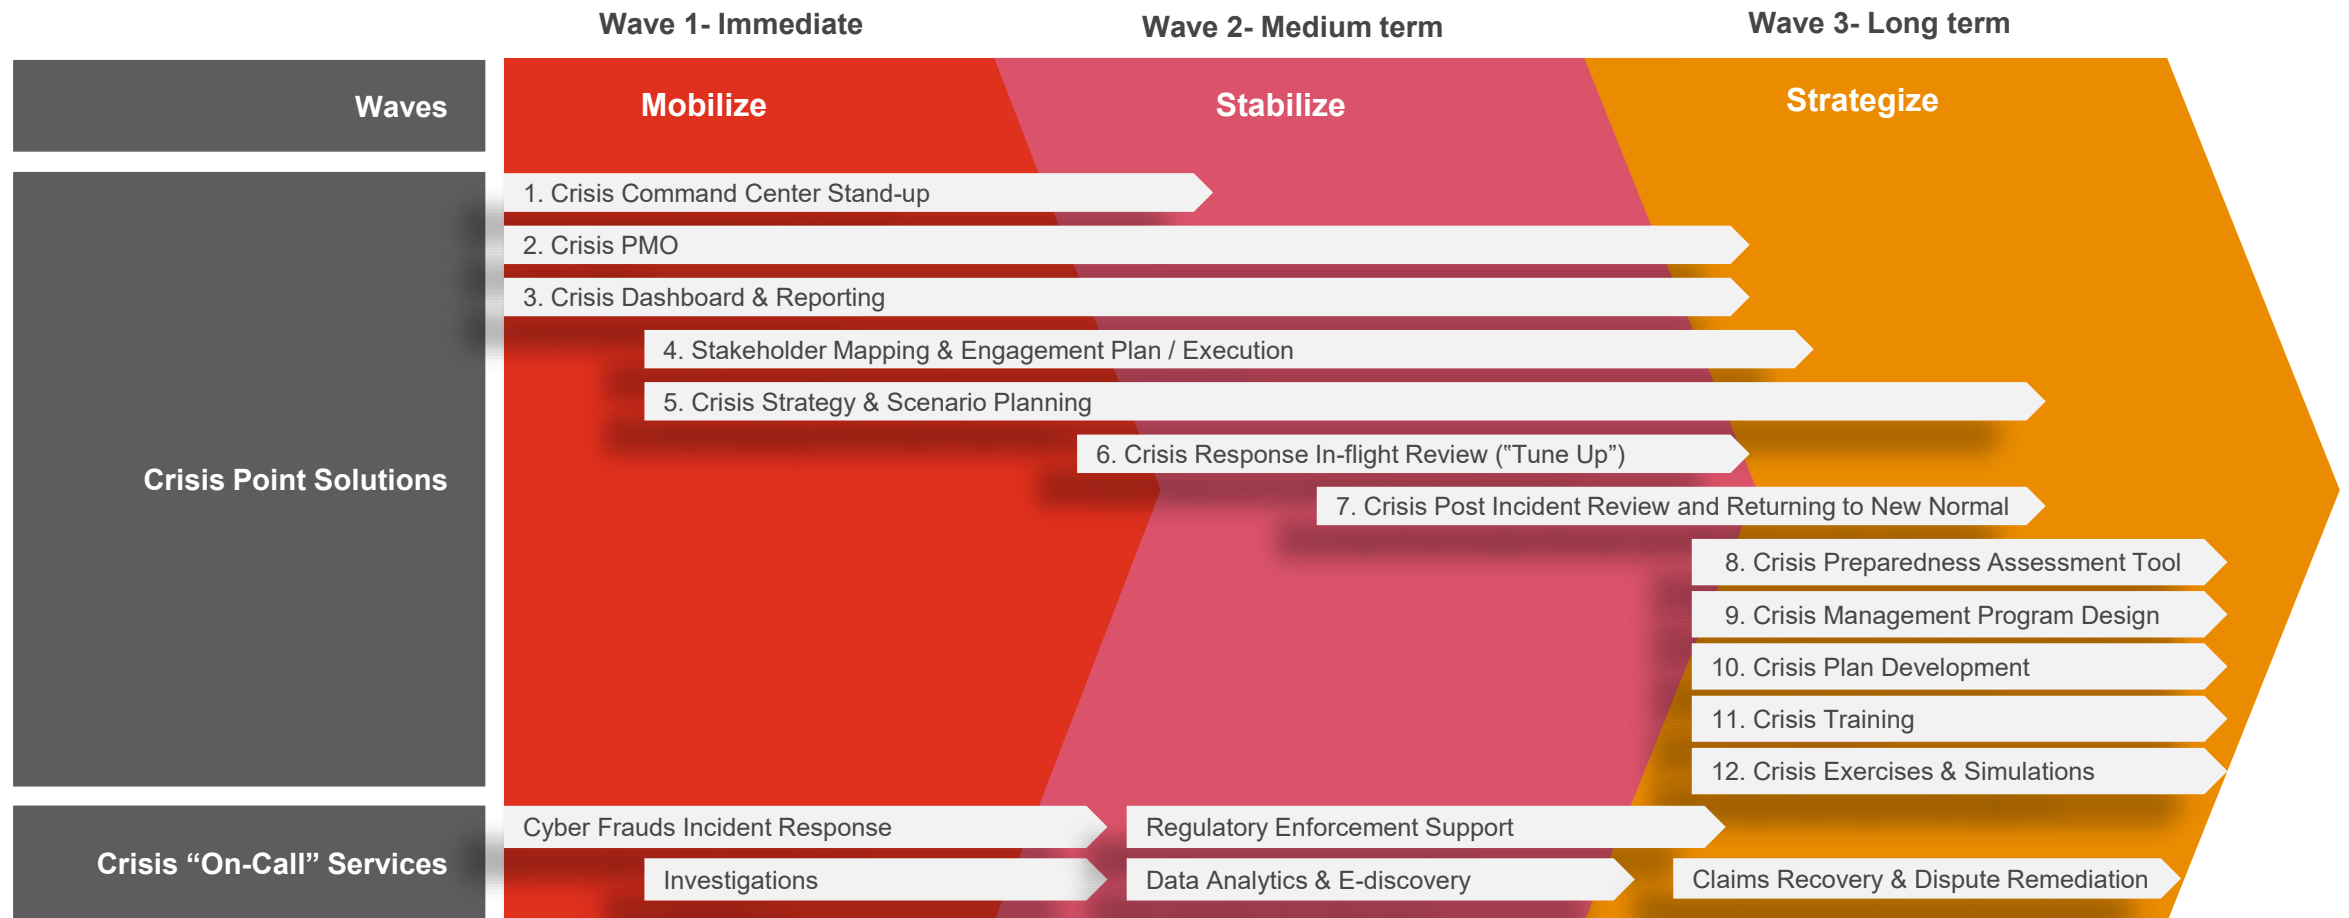 Wave 1- Immediate
Wave 2- Medium term
Wave 3- Long term
Waves
Mobilize
Stabilize
Strategize
Crisis Point Solutions
1. Crisis Command Center Stand-up
2. Crisis PMO
3. Crisis Dashboard & Reporting
4. Stakeholder Mapping & Engagement Plan / Execution
5. Crisis Strategy & Scenario Planning
6. Crisis Response In-flight Review (“Tune Up”)
7. Crisis Post Incident Review and Returning to New Normal
8. Crisis Preparedness Assessment Tool
9. Crisis Management Program Design
10. Crisis Plan Development
11. Crisis Training
12. Crisis Exercises & Simulations
Crisis “On-Call” Services
Cyber Frauds Incident Response
Regulatory Enforcement Support
Investigations
Data Analytics & E-discovery
Claims Recovery & Dispute Remediation